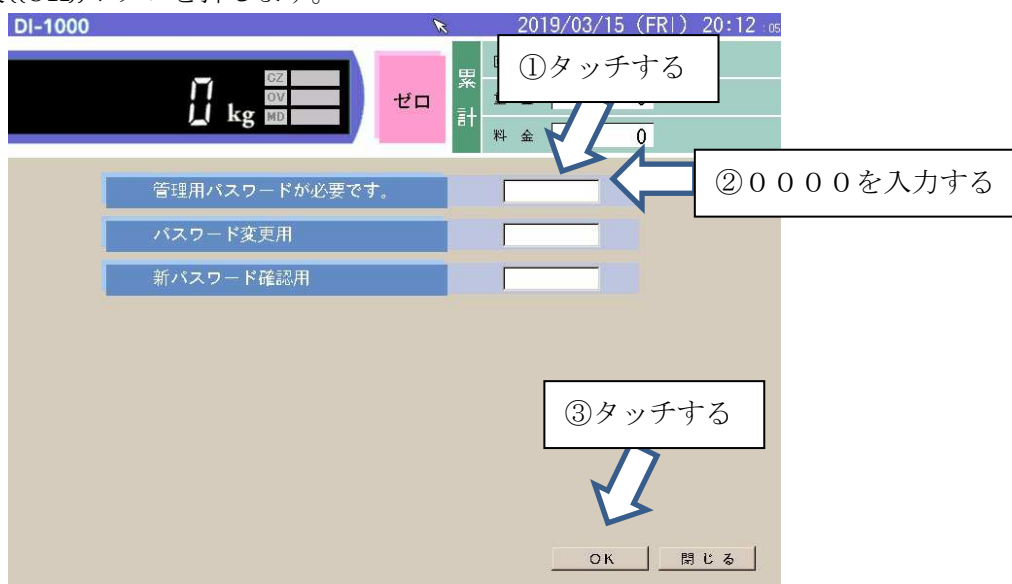 DI-1000
2019/03/15 (FRI) 20:12 :05
0 kg
CZ
OV
MD
ゼロ
累計
料 金 0
①タッチする
管理用パスワードが必要です。
②００００を入力する
パスワード変更用
新パスワード確認用
③タッチする
OK
閉じる